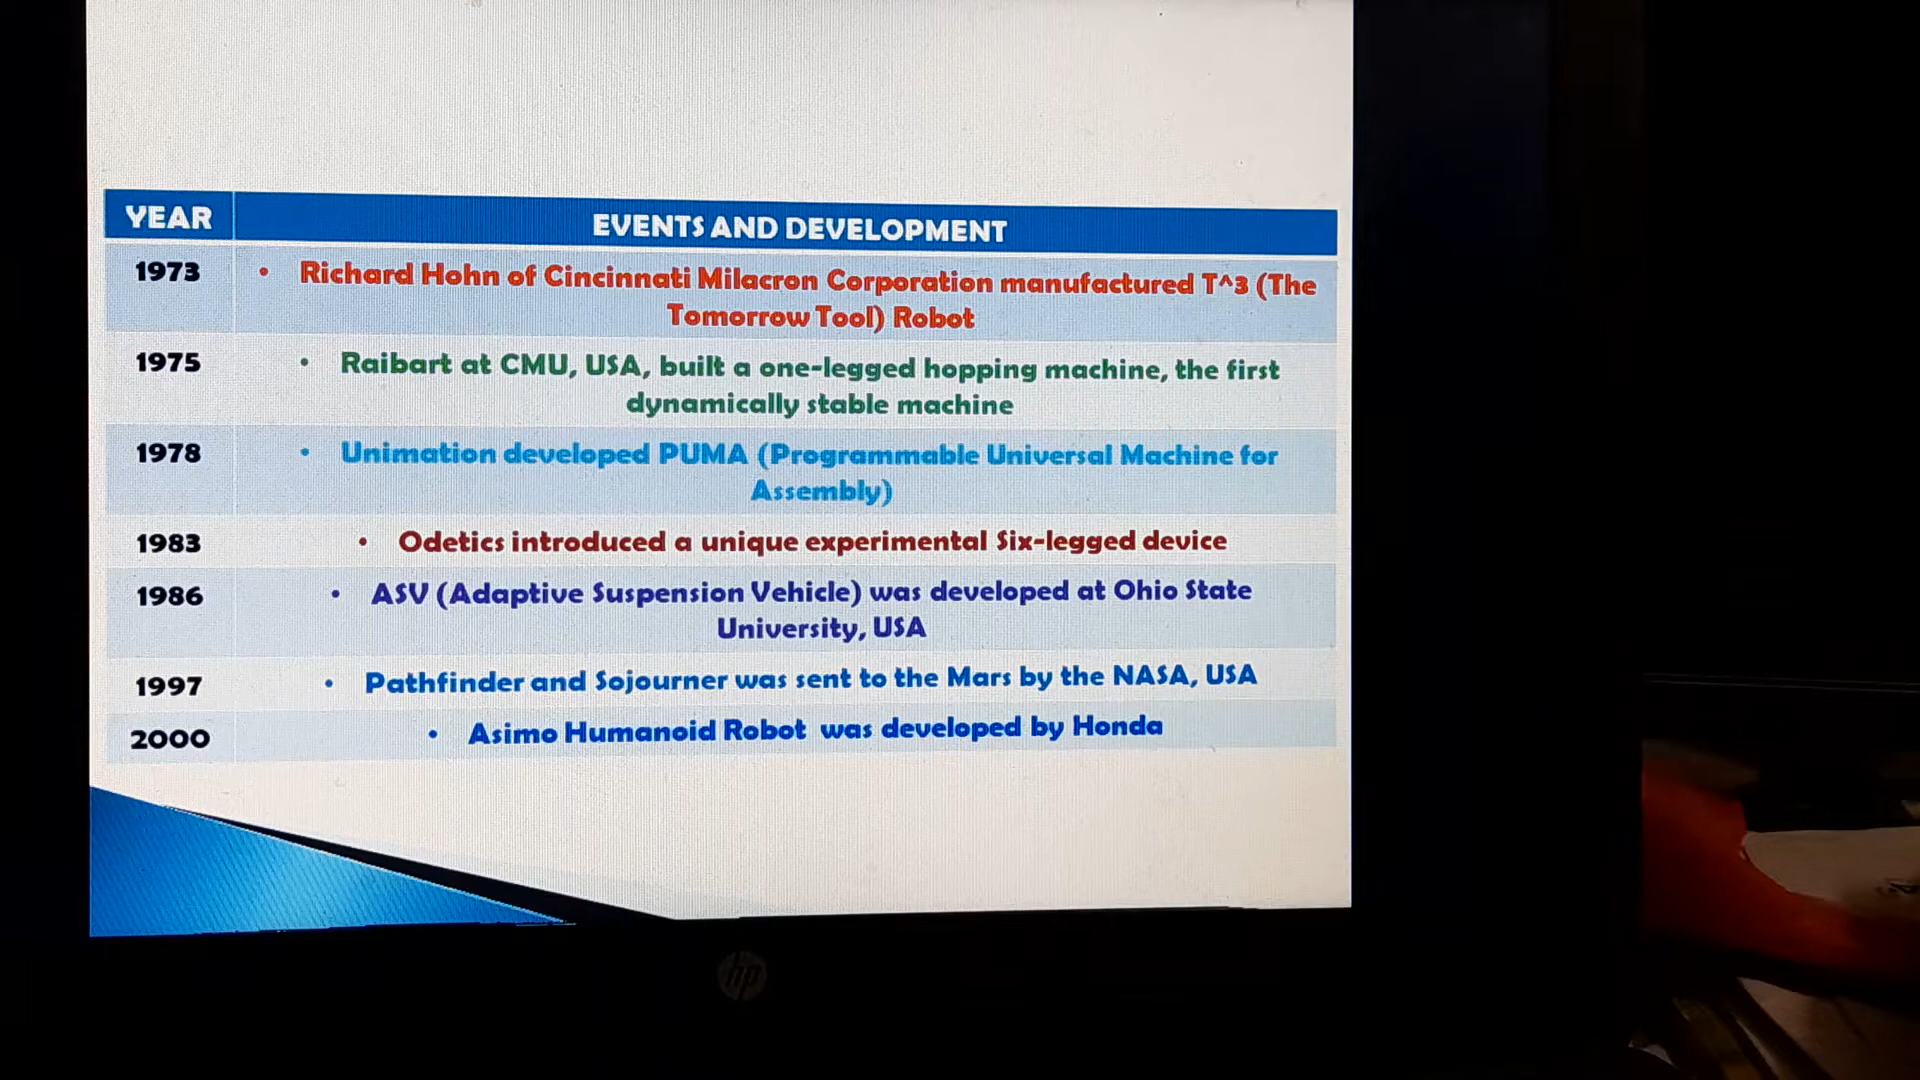 YEAR EVENTS AND DEVELOPMENT
1973 • Richard Hohn of Cincinnati Milacron Corporation manufactured T^3 (The
Tomorrow Tool) Robot
1975 • Raibart at CMU, USA, built a one-legged hopping machine, the first
dynamically stable machine
1978 • Unimation developed PUMA (Programmable Universal Machine for
Assembly)
1983 • Odetics introduced a unique experimental Six-legged device
1986 • ASV (Adaptive Suspension Vehicle) was developed at Ohio State
University, USA
1997 • Pathfinder and Sojourner was sent to the Mars by the NASA, USA
2000 • Asimo Humanoid Robot was developed by Honda
hp